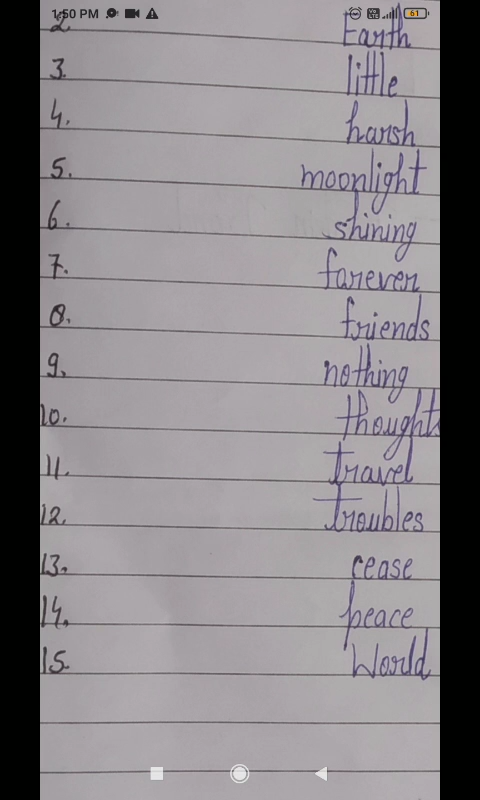 1:50 PM 61
2. Earth
3. little
4. harsh
5. moonlight
6. shining
7. farever
8. friends
9. nothing
10. thoughts
11. travel
12. troubles
13. cease
14. peace
15. World